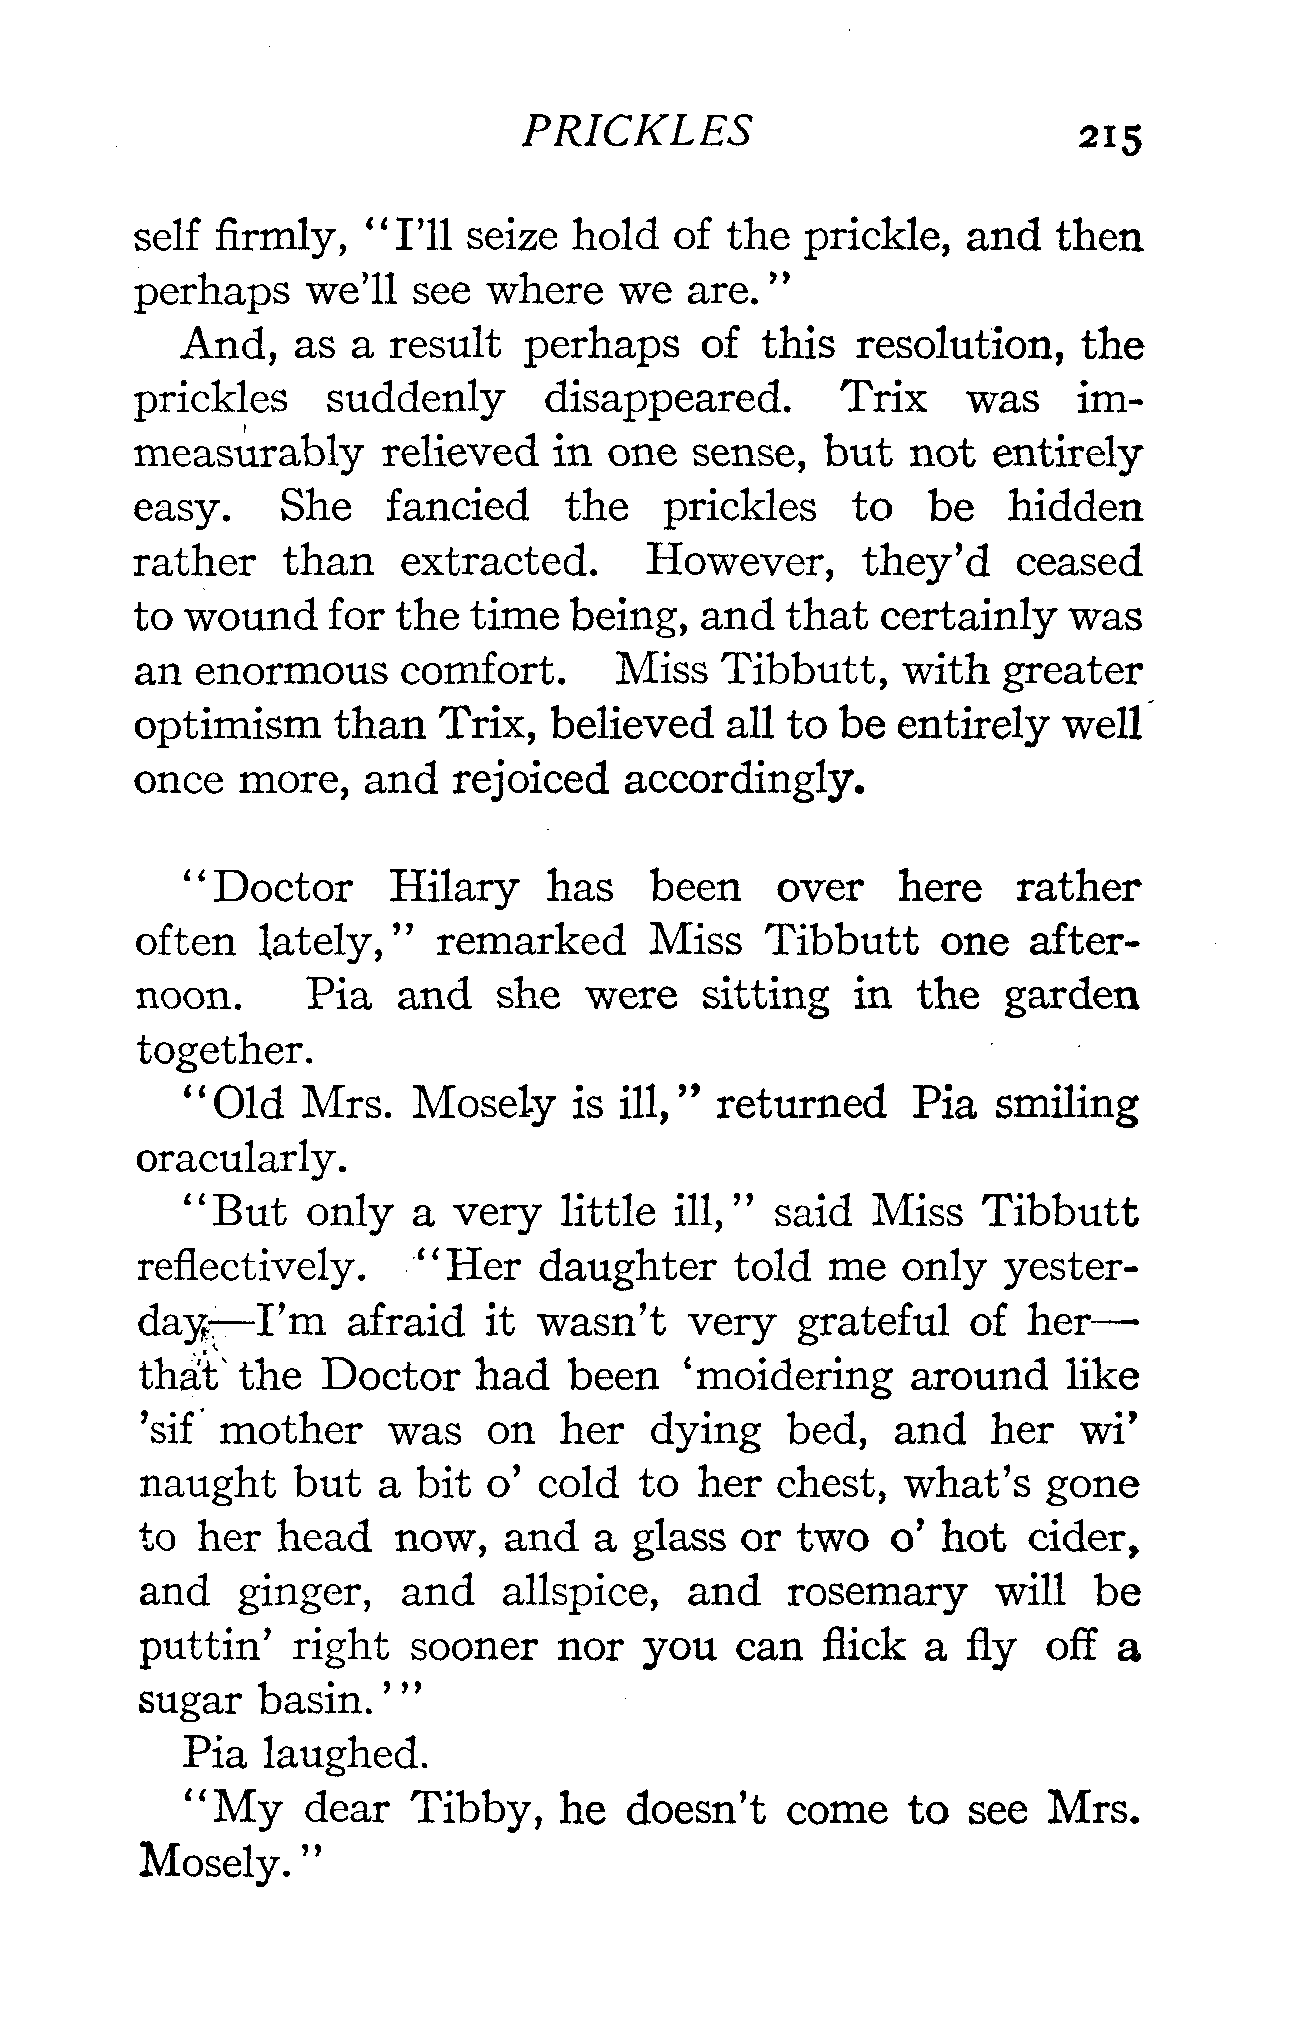 PRICKLES 215
self firmly, "I'll seize hold of the prickle, and then
perhaps we'll see where we are."
And, as a result perhaps of this resolution, the
prickles suddenly disappeared. Trix was im-
measurably relieved in one sense, but not entirely
easy. She fancied the prickles to be hidden
rather than extracted. However, they'd ceased
to wound for the time being, and that certainly was
an enormous comfort. Miss Tibbutt, with greater
optimism than Trix, believed all to be entirely well
once more, and rejoiced accordingly.
"Doctor Hilary has been over here rather
often lately," remarked Miss Tibbutt one after-
noon. Pia and she were sitting in the garden
together.
"Old Mrs. Mosely is ill," returned Pia smiling
oracularly.
"But only a very little ill," said Miss Tibbutt
reflectively. "Her daughter told me only yester-
day—I'm afraid it wasn't very grateful of her—
that the Doctor had been 'moidering around like
'sif mother was on her dying bed, and her wi'
naught but a bit o' cold to her chest, what's gone
to her head now, and a glass or two o' hot cider,
and ginger, and allspice, and rosemary will be
puttin' right sooner nor you can flick a fly off a
sugar basin.'"
Pia laughed.
"My dear Tibby, he doesn't come to see Mrs.
Mosely."